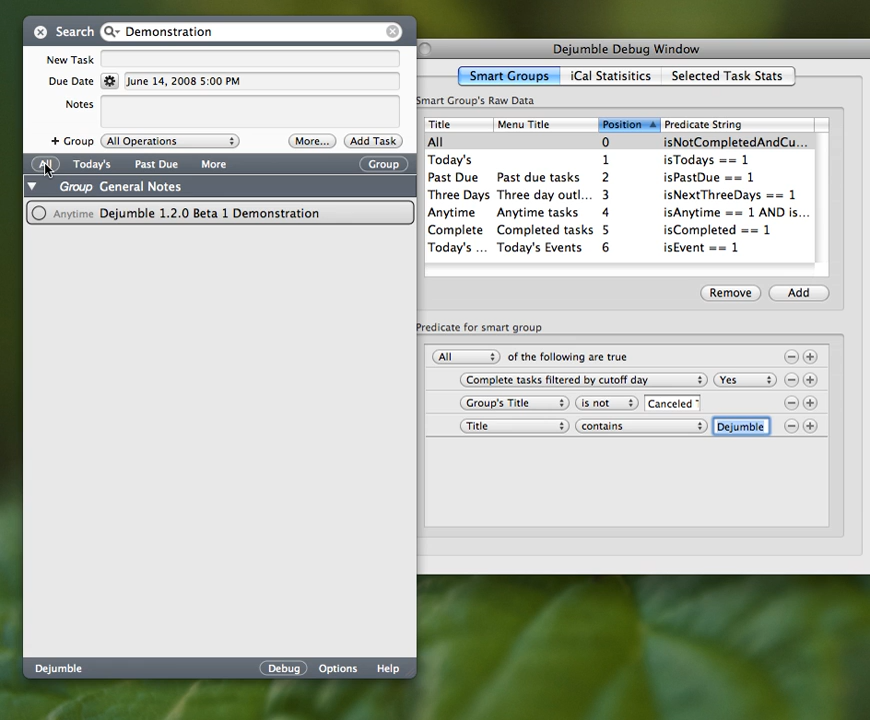 Search Demonstration
New Task
Due Date June 14, 2008 5:00 PM
Notes
+ Group All Operations More... Add Task
All Today's Past Due More Group
Group General Notes
Anytime Dejumble 1.2.0 Beta 1 Demonstration
Dejumble Debug Options Help
Dejumble Debug Window
Smart Groups iCal Statisitics Selected Task Stats
Smart Group's Raw Data
Title Menu Title Position Predicate String
All 0 isNotCompletedAndCu...
Today's 1 isTodays == 1
Past Due Past due tasks 2 isPastDue == 1
Three Days Three day outl... 3 isNextThreeDays == 1
Anytime Anytime tasks 4 isAnytime == 1 AND is...
Complete Completed tasks 5 isCompleted == 1
Today's ... Today's Events 6 isEvent == 1
Remove Add
Predicate for smart group
All of the following are true
Complete tasks filtered by cutoff day Yes
Group's Title is not Canceled
Title contains Dejumble